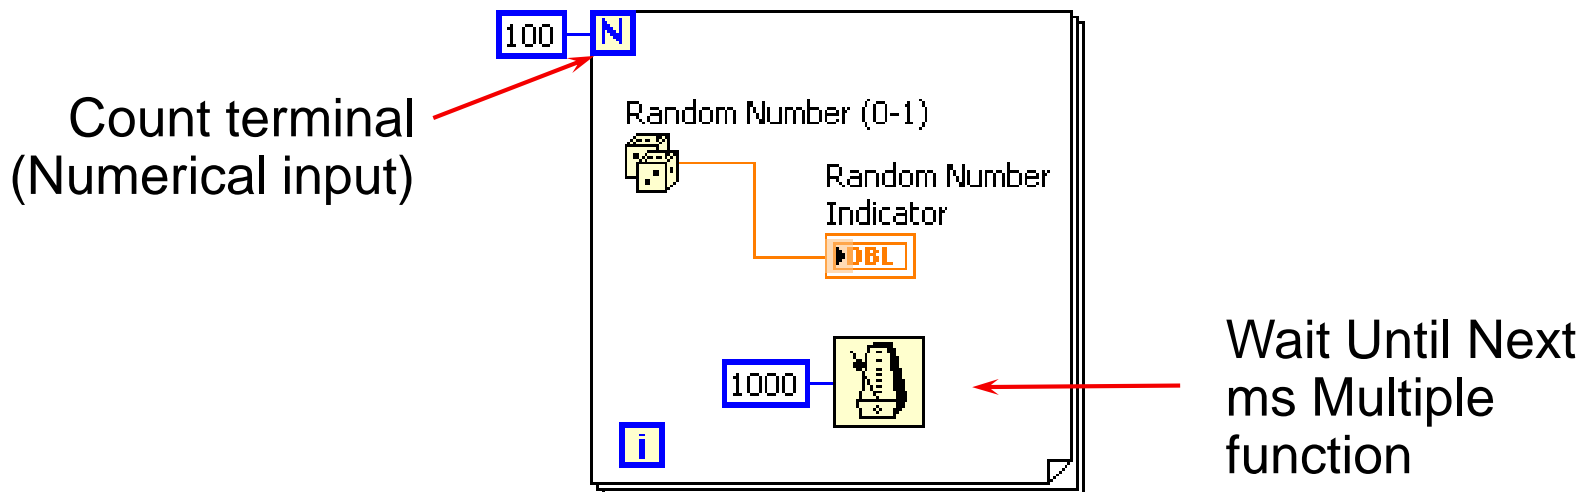 100
N
Count terminal
(Numerical input)
Random Number (0-1)
Random Number
Indicator
DBL
1000
i
Wait Until Next
ms Multiple
function